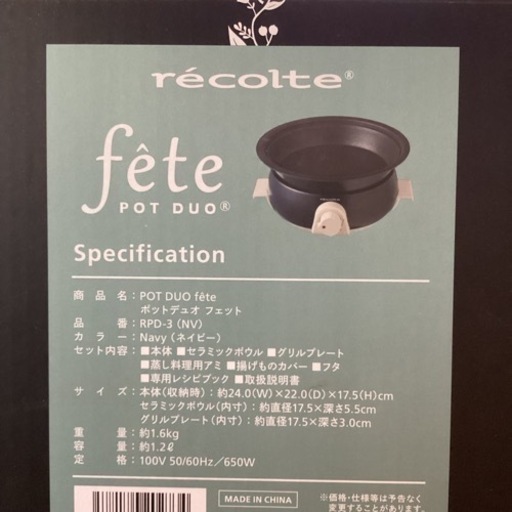 récolte®
fête
POT DUO®
récolte
Specification
商品名：POT DUO fête
ポットデュオ フェット
品番：RPD-3（NV）
カラー：Navy（ネイビー）
セット内容：■本体 ■セラミックボウル ■グリルプレート
■蒸し料理用アミ ■揚げものカバー ■フタ
■専用レシピブック ■取扱説明書
サイズ：本体（収納時）：約24.0(W)×22.0(D)×17.5(H)cm
セラミックボウル（内寸）：約直径17.5×深さ5.5cm
グリルプレート（内寸）：約直径17.5×深さ3.0cm
重量：約1.6kg
容量：約1.2ℓ
定格：100V 50/60Hz／650W
MADE IN CHINA
※価格・仕様等は予告なく
変更することがあります。